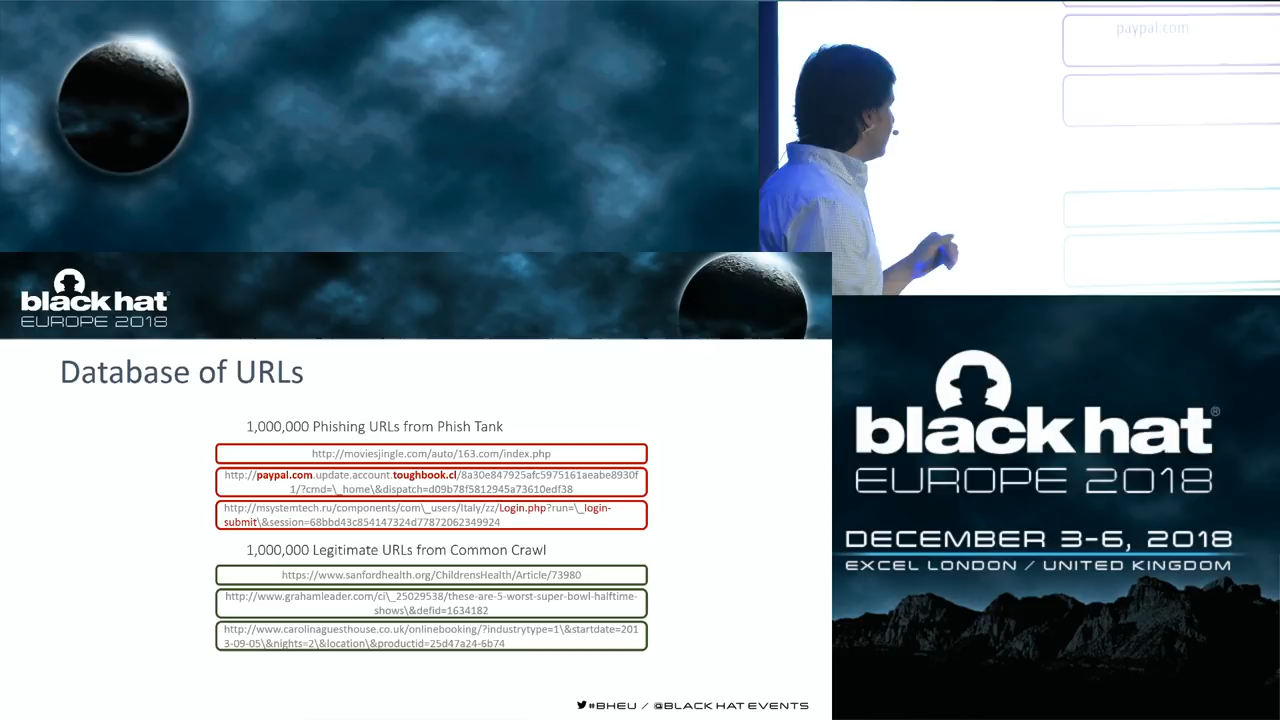 paypal.com
black hat
EUROPE 2018
Database of URLs
1,000,000 Phishing URLs from Phish Tank
http://moviesjingle.com/auto/163.com/index.php
http://paypal.com.update.account.toughbook.cl/8a30e847925afc5975161aeabe8930f
1/?cmd=\_home\&dispatch=d09b78f5812945a73610edf38
http://msystemtech.ru/components/com\_users/Italy/zz/Login.php?run=\_login-
submit\&session=68bbd43c854147324d77872062349924
1,000,000 Legitimate URLs from Common Crawl
https://www.sanfordhealth.org/ChildrensHealth/Article/73980
http://www.grahamleader.com/ci\_25029538/these-are-5-worst-super-bowl-halftime-
shows\&defid=1634182
http://www.carolinaguesthouse.co.uk/onlinebooking/?industrytype=1\&startdate=201
3-09-05\&nights=2\&location\&productid=25d47a24-6b74
#BHEU / @BLACK HAT EVENTS
black hat®
EUROPE 2018
DECEMBER 3-6, 2018
EXCEL LONDON / UNITED KINGDOM